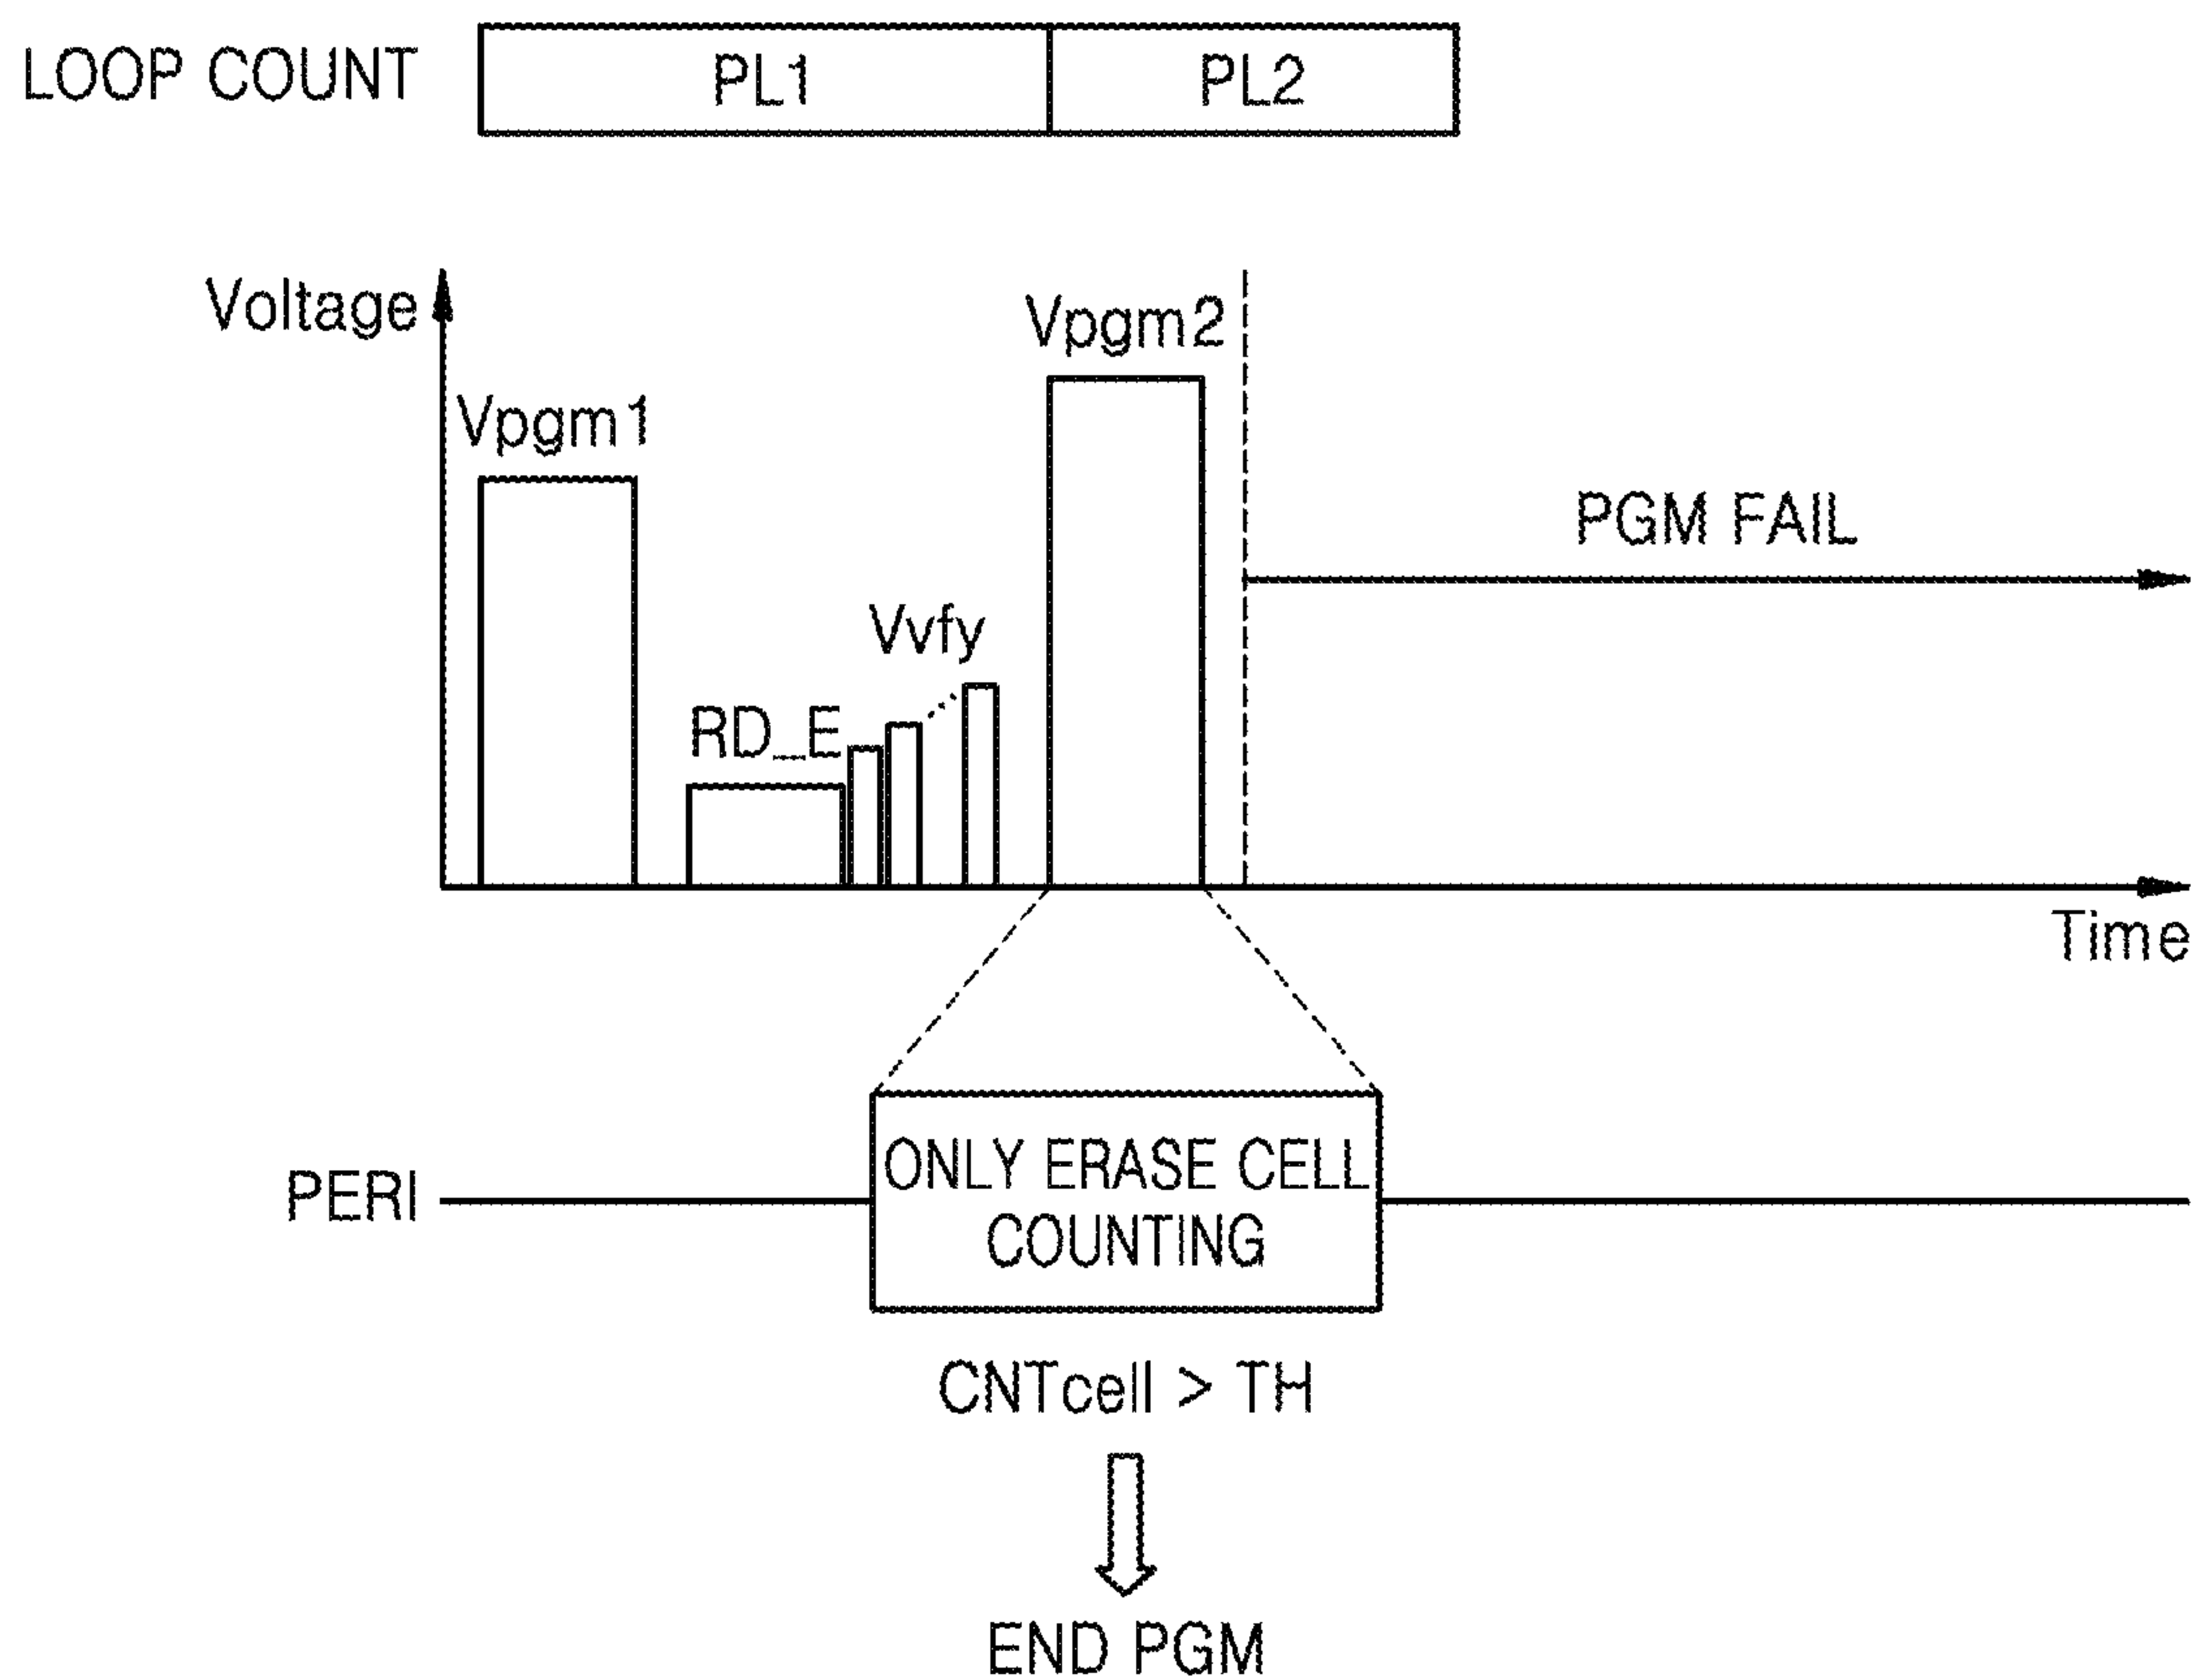 LOOP COUNT
PL1
PL2
Voltage
Vpgm1
Vpgm2
PGM FAIL
Vvfy
RD_E
Time
PERI
ONLY ERASE CELL
COUNTING
CNTcell > TH
END PGM